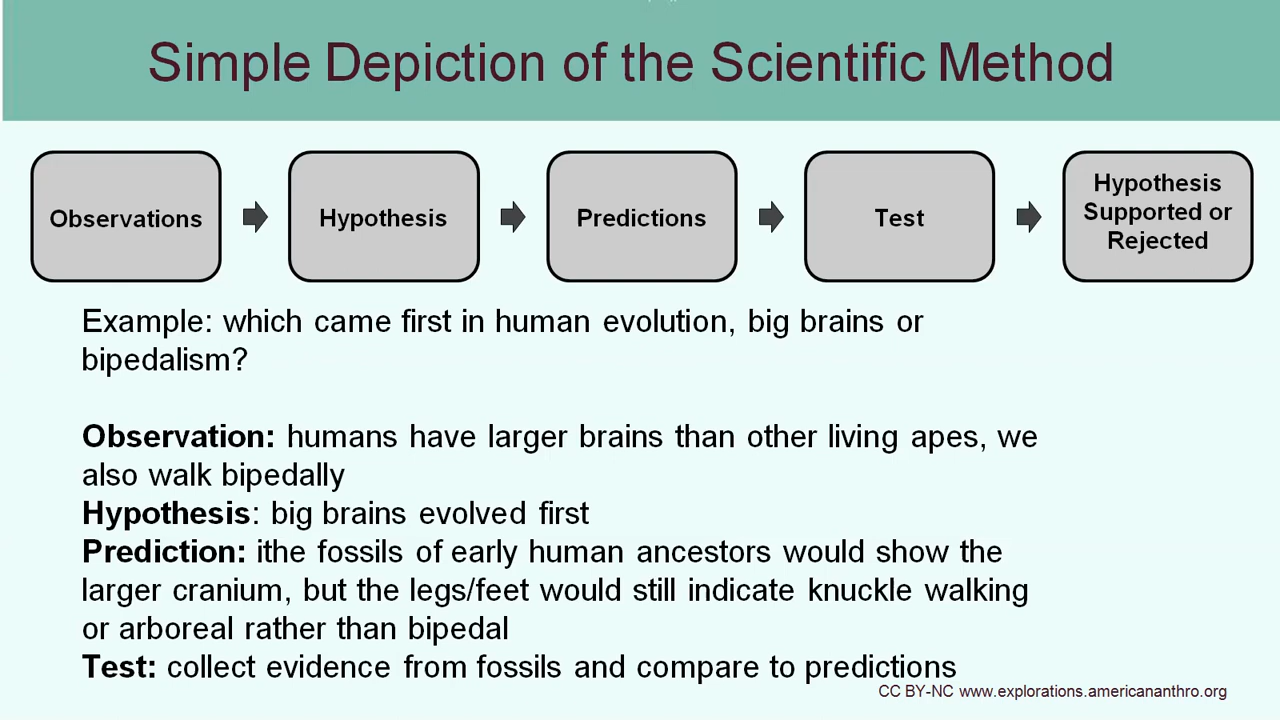 Simple Depiction of the Scientific Method
Observations
Hypothesis
Predictions
Test
Hypothesis
Supported or
Rejected
Example: which came first in human evolution, big brains or
bipedalism?
Observation: humans have larger brains than other living apes, we
also walk bipedally
Hypothesis: big brains evolved first
Prediction: ithe fossils of early human ancestors would show the
larger cranium, but the legs/feet would still indicate knuckle walking
or arboreal rather than bipedal
Test: collect evidence from fossils and compare to predictions
CC BY-NC www.explorations.americananthro.org